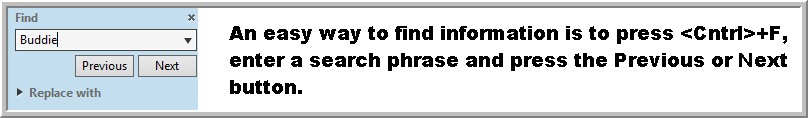 Find ×
Buddie
Previous Next
Replace with
An easy way to find information is to press <Cntrl>+F,
enter a search phrase and press the Previous or Next
button.